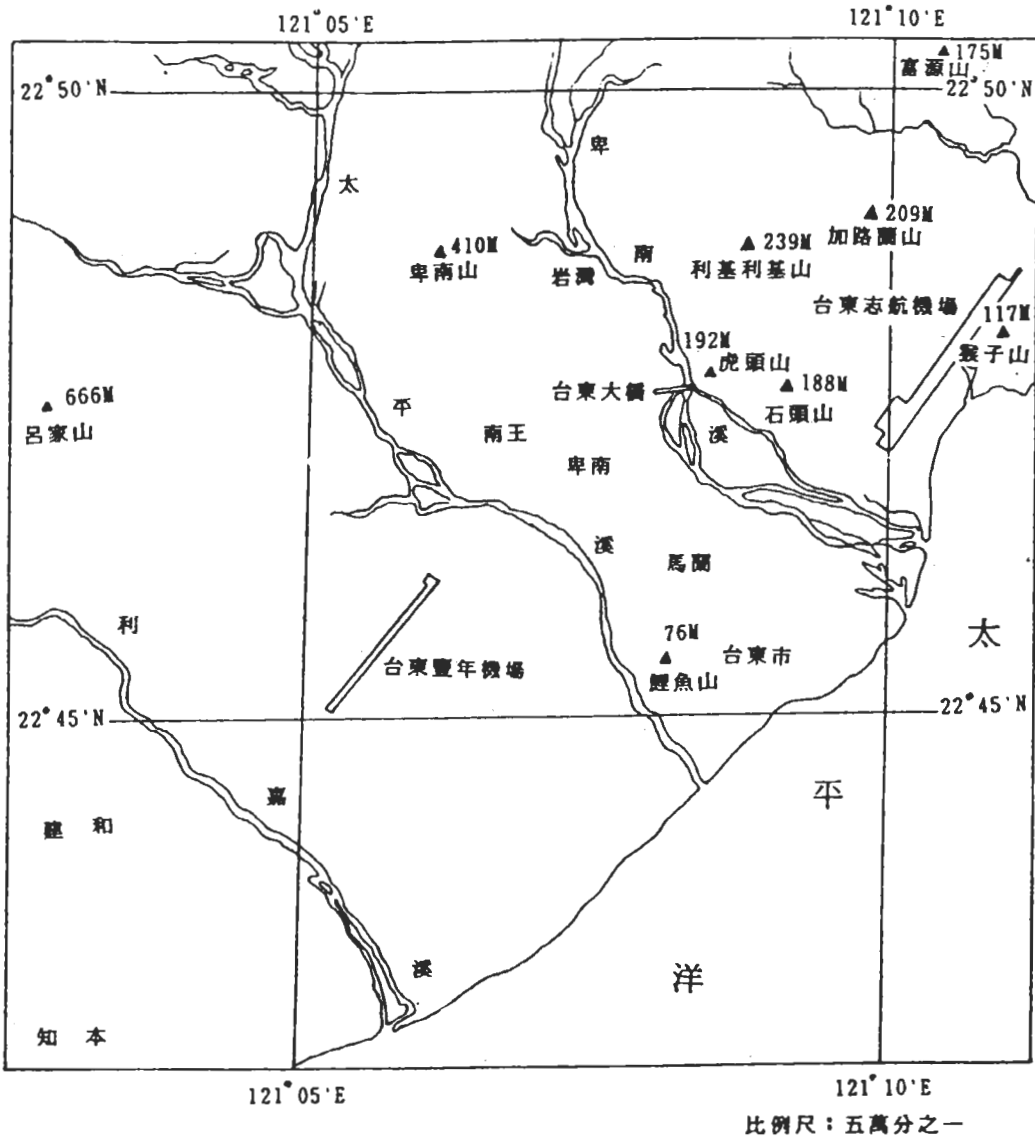 121°05'E
121°10'E
175M
富源山
22°50'N
22°50'N
卑
太
209M
加路蘭山
410M
卑南山
南
239M
利基利基山
岩灣
台東志航機場
117M
猴子山
192M
虎頭山
188M
石頭山
台東大橋
666M
呂家山
平
南王
溪
卑南
溪
馬蘭
利
太
76M
鯉魚山
台東市
台東豐年機場
22°45'N
22°45'N
嘉
平
建和
溪
洋
知本
121°05'E
121°10'E
比例尺：五萬分之一